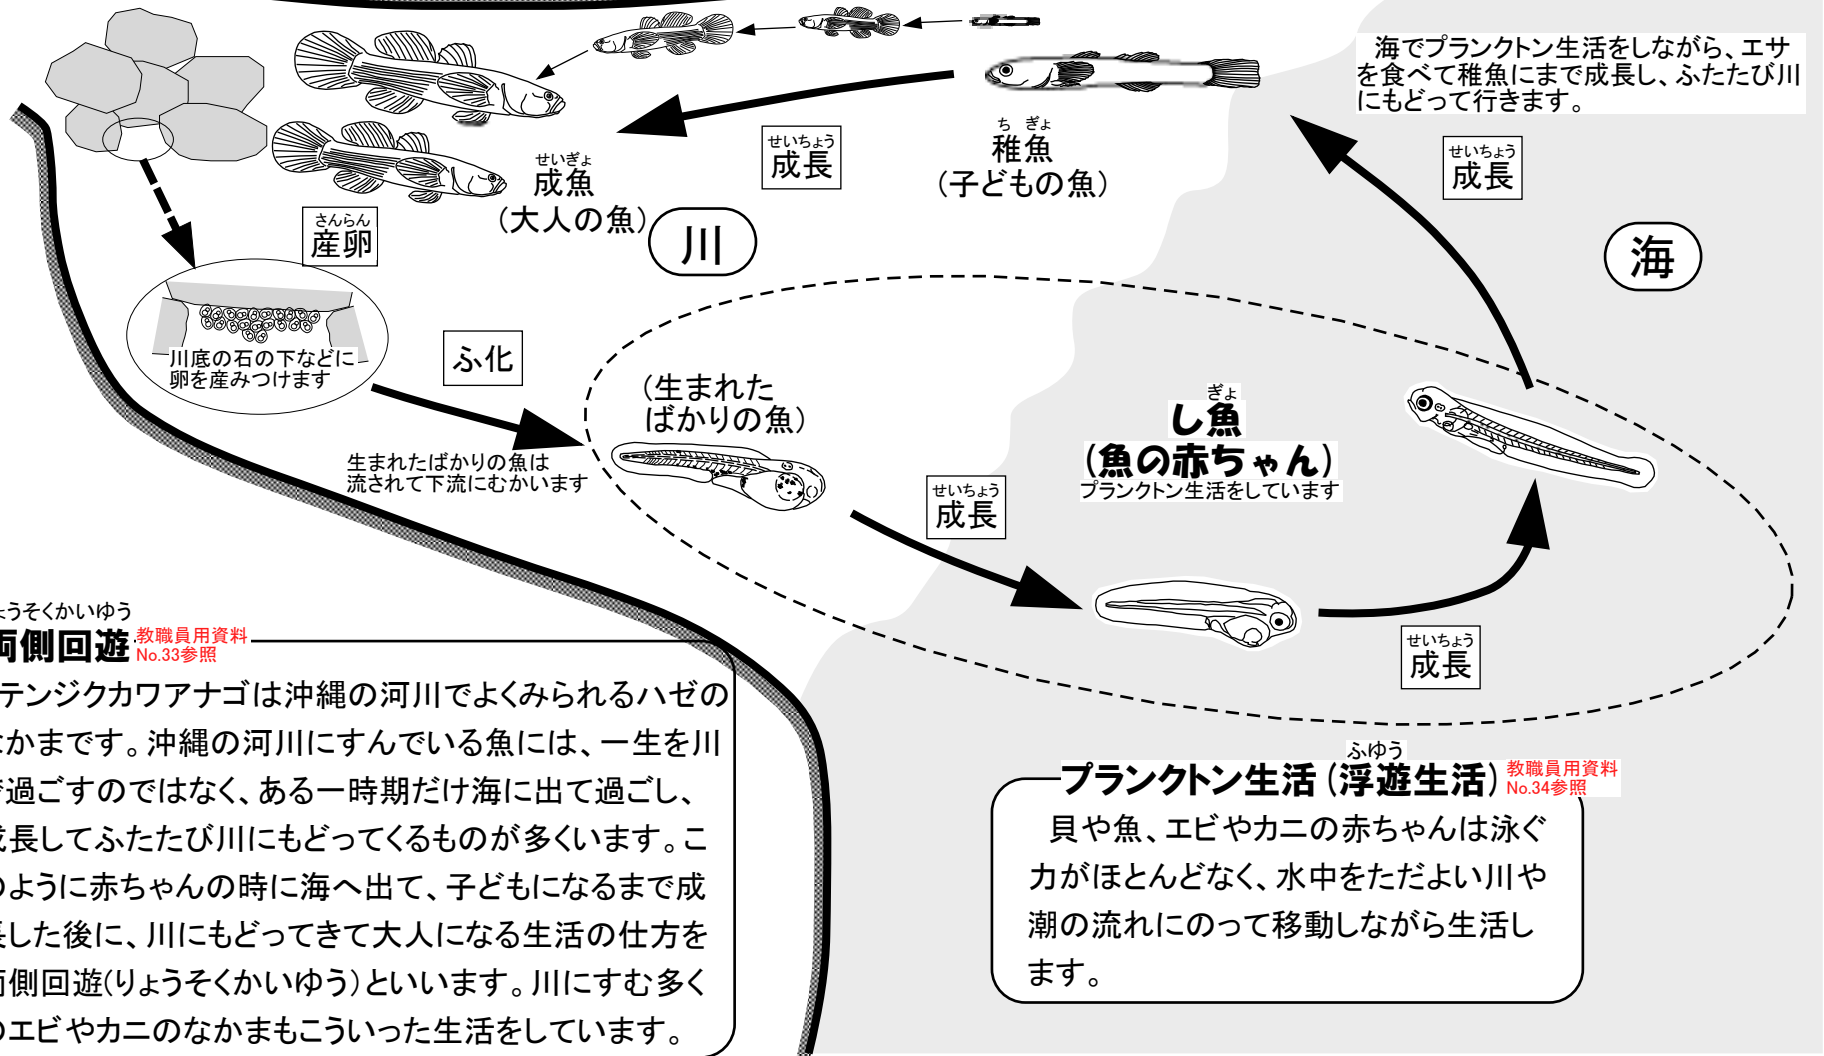 海でプランクトン生活をしながら、エサ
を食べて稚魚にまで成長し、ふたたび川
にもどって行きます。
せいちょう
成長
ち ぎょ
稚魚
(子どもの魚)
せいちょう
成長
せいぎょ
成魚
(大人の魚)
さんらん
産卵
川
海
川底の石の下などに
卵を産みつけます
ふ化
生まれたばかりの魚は
流されて下流にむかいます
(生まれた
ばかりの魚)
ぎょ
し魚
(魚の赤ちゃん)
プランクトン生活をしています
せいちょう
成長
せいちょう
成長
ょうそくかいゆう
両側回遊
教職員用資料
No.33参照
テンジクカワアナゴは沖縄の河川でよくみられるハゼの
なかまです。沖縄の河川にすんでいる魚には、一生を川
で過ごすのではなく、ある一時期だけ海に出て過ごし、
成長してふたたび川にもどってくるものが多くいます。こ
のように赤ちゃんの時に海へ出て、子どもになるまで成
長した後に、川にもどってきて大人になる生活の仕方を
両側回遊(りょうそくかいゆう)といいます。川にすむ多く
のエビやカニのなかまもこういった生活をしています。
ふゆう
プランクトン生活(浮遊生活)
教職員用資料
No.34参照
貝や魚、エビやカニの赤ちゃんは泳ぐ
力がほとんどなく、水中をただよい川や
潮の流れにのって移動しながら生活し
ます。